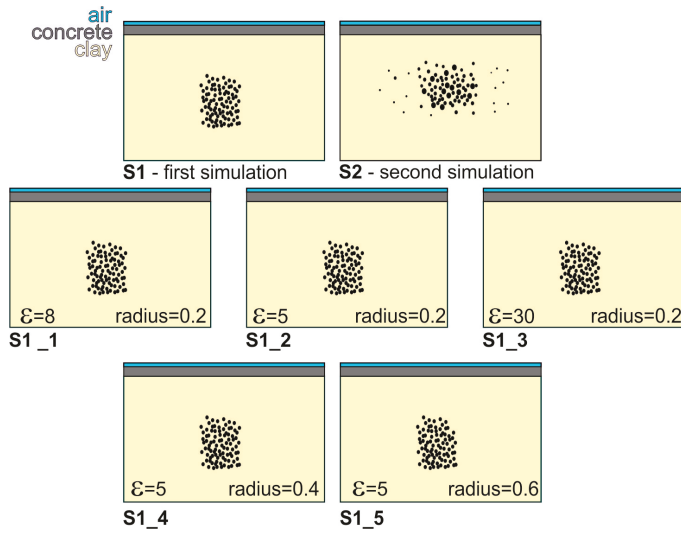 air
concrete
clay
S1 - first simulation
S2 - second simulation
Ɛ=8 radius=0.2
S1 _1
Ɛ=5 radius=0.2
S1_2
Ɛ=30 radius=0.2
S1_3
Ɛ=5 radius=0.4
S1_4
Ɛ=5 radius=0.6
S1_5